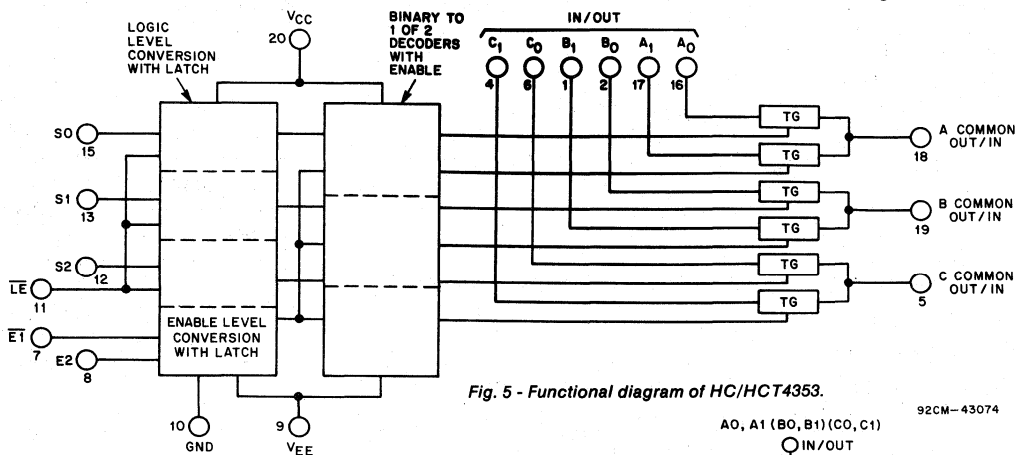 VCC
20
LOGIC
LEVEL
CONVERSION
WITH LATCH
BINARY TO
1 OF 2
DECODERS
WITH
ENABLE
IN/OUT
C1 C0 B1 B0 A1 A0
4 6 1 2 17 16
S0
15
S1
13
S2
12
LE
11
E1
7
E2
8
ENABLE LEVEL
CONVERSION
WITH LATCH
10
GND
9
VEE
TG
TG
TG
TG
TG
TG
A COMMON
OUT/IN
18
B COMMON
OUT/IN
19
C COMMON
OUT/IN
5
Fig. 5 - Functional diagram of HC/HCT4353.
92CM-43074
A0, A1 (B0, B1)(C0, C1)
IN/OUT